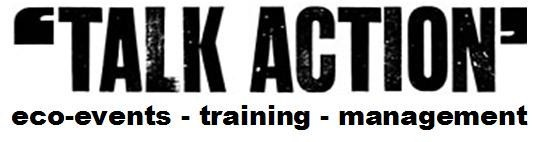 ‘TALK ACTION’
eco-events - training - management